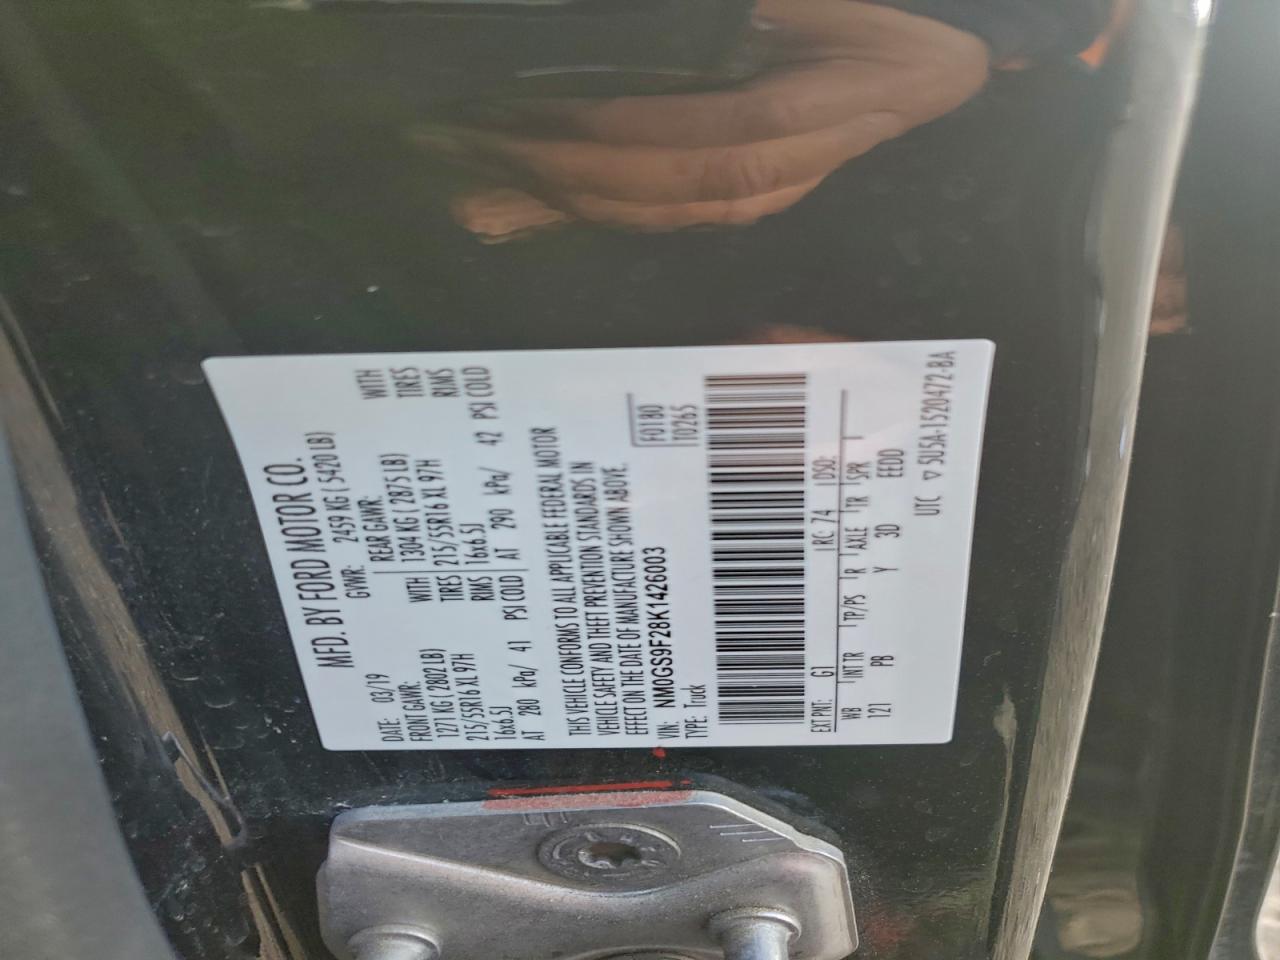 MFD. BY FORD MOTOR CO.
DATE: 03/19 GVWR: 2459 KG ( 5420 LB)
FRONT GAWR: REAR GAWR:
1271 KG ( 2802 LB) WITH 1304 KG ( 2875 LB) WITH
215/55R16 XL 97H TIRES 215/55R16 XL 97H TIRES
16x6.5J RIMS 16x6.5J RIMS
AT 280 kPa/ 41 PSI COLD AT 290 kPa/ 42 PSI COLD
THIS VEHICLE CONFORMS TO ALL APPLICABLE FEDERAL MOTOR
VEHICLE SAFETY AND THEFT PREVENTION STANDARDS IN
EFFECT ON THE DATE OF MANUFACTURE SHOWN ABOVE.
VIN: NM0GS9F28K1426003 F0180
TYPE: Truck T0265
EXT PNT: G1 RC: 74 DSO:
WB INT TR TP/PS R AXLE TR SPR
121 PB Y 3D EEDD
UTC ▽ 5U5A-1520472-BA